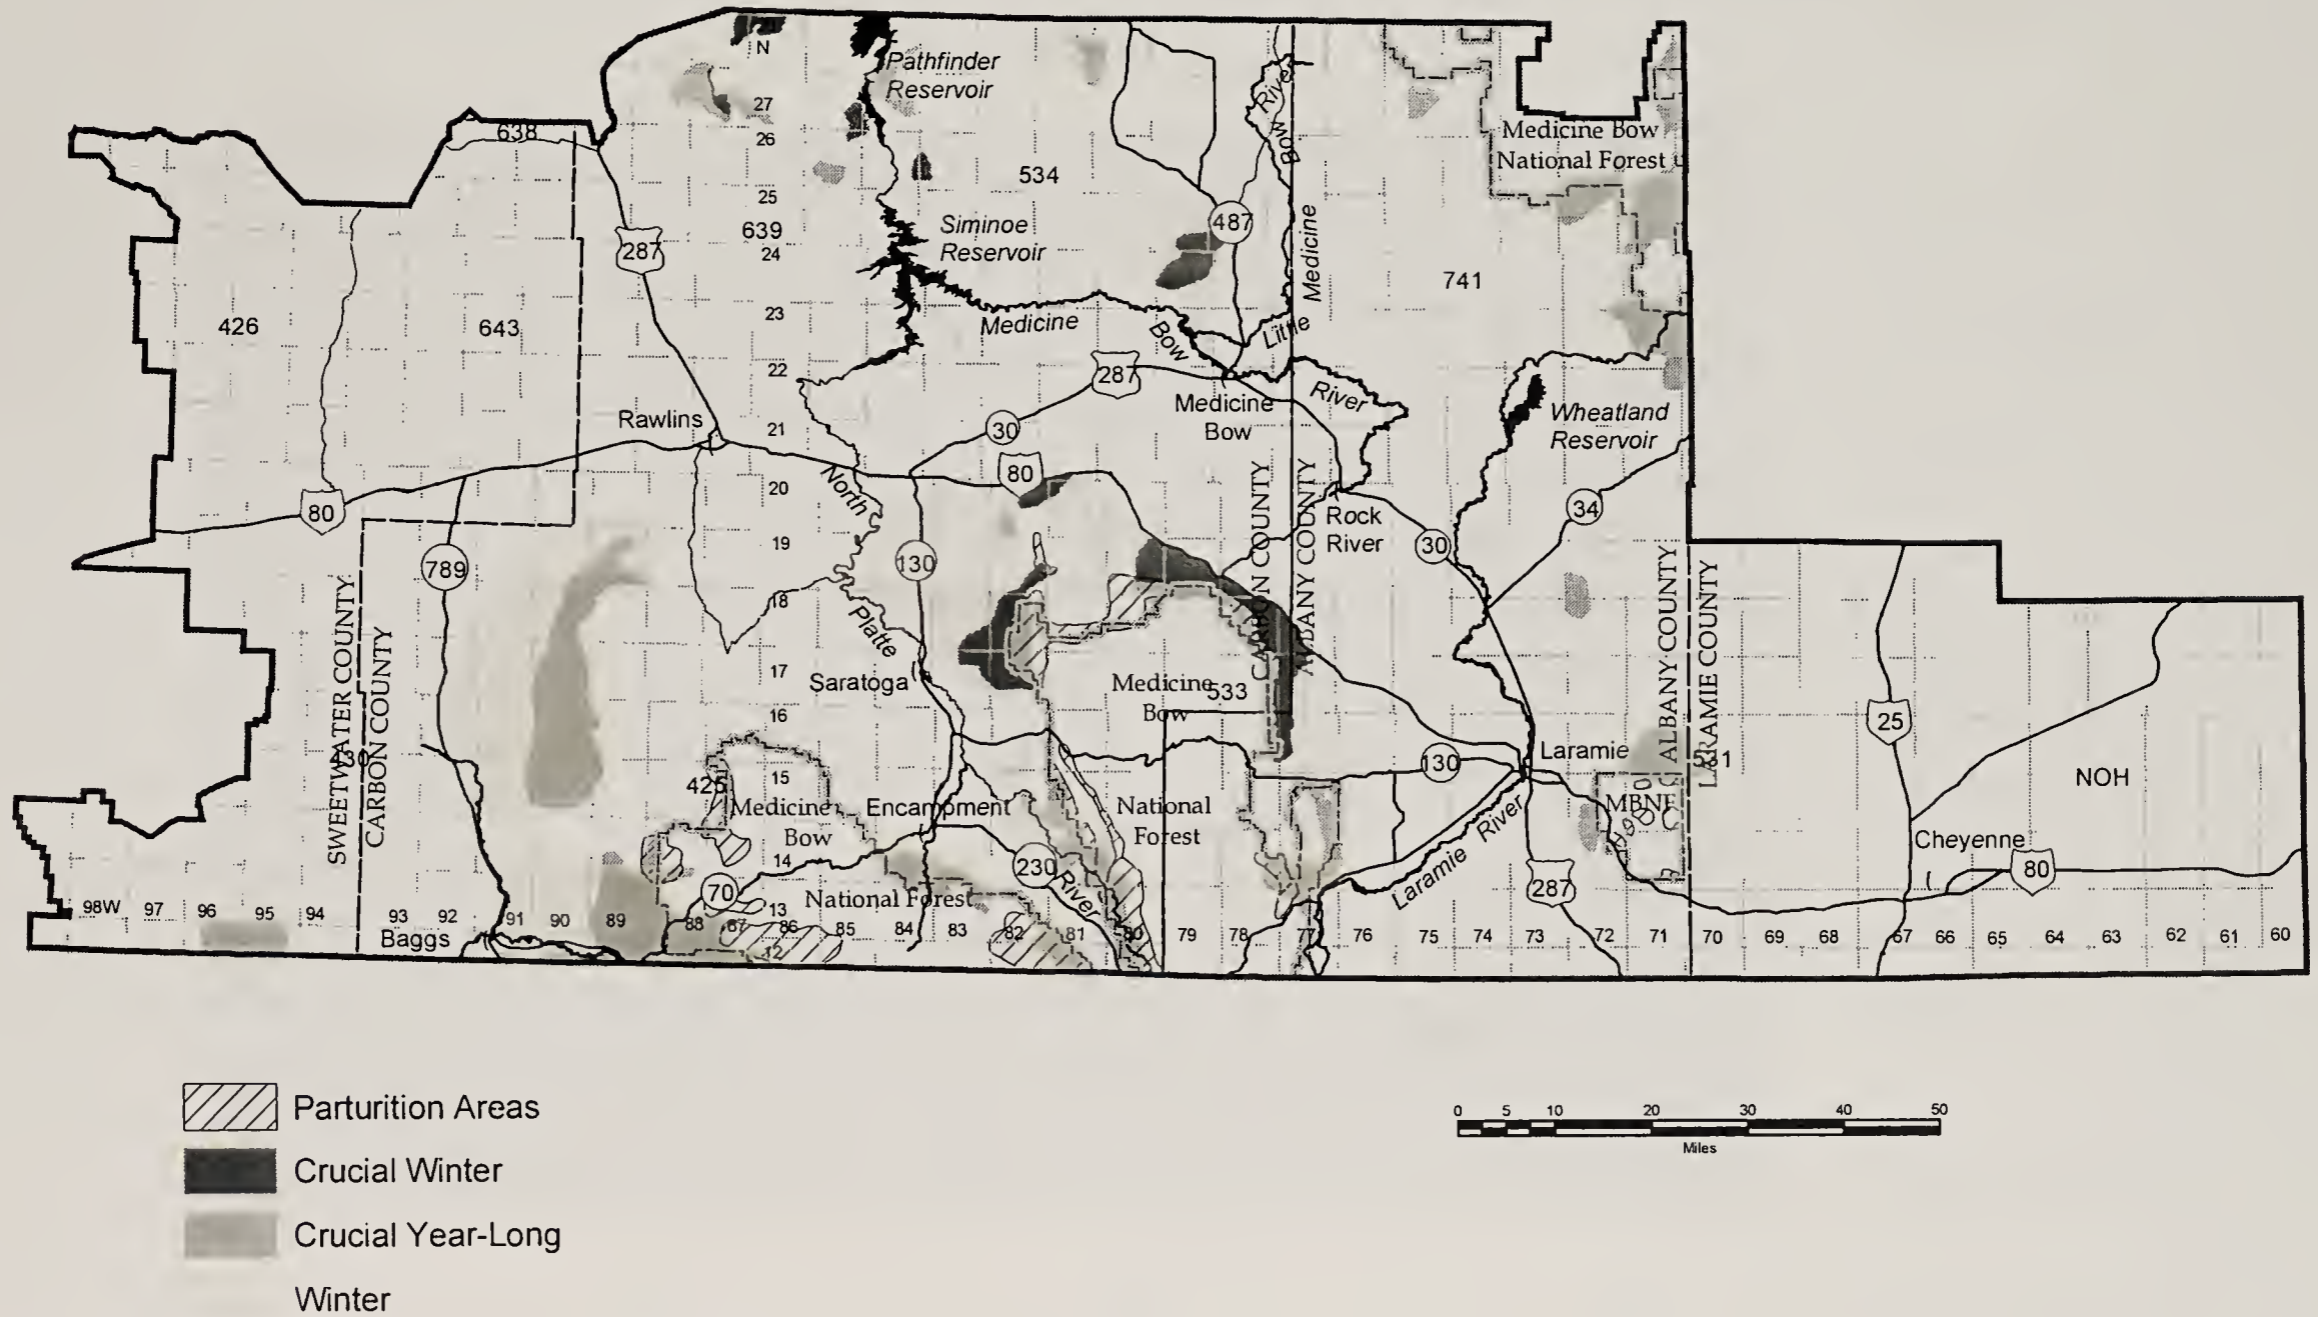 N
Pathfinder
Reservoir
27
26
638
Medicine Bow
National Forest
River
Bow
534
25
639
24
487
287
Siminoe
Reservoir
Medicine
741
426
643
23
Medicine
Bow
Little
22
287
River
Rawlins
21
30
Medicine
Bow
Wheatland
Reservoir
80
North
20
80
34
Rock
River
30
CARBON COUNTY
ALBANY COUNTY
19
789
130
18
Platte
SWEETWATER COUNTY
CARBON COUNTY
ALBANY COUNTY
LARAMIE COUNTY
17
Saratoga
Medicine
Bow
533
16
25
430
130
Laramie
531
NOH
425
15
Medicine
Bow
Encampment
National
Forest
MBNF
Cheyenne
80
14
230
River
Laramie River
287
70
National Forest
13
98W 97 96 95 94 93 92 91 90 89 88 87 86 85 84 83 82 81 80 79 78 77 76 75 74 73 72 71 70 69 68 67 66 65 64 63 62 61 60
Baggs
12
Parturition Areas
Crucial Winter
Crucial Year-Long
Winter
0 5 10 20 30 40 50
Miles